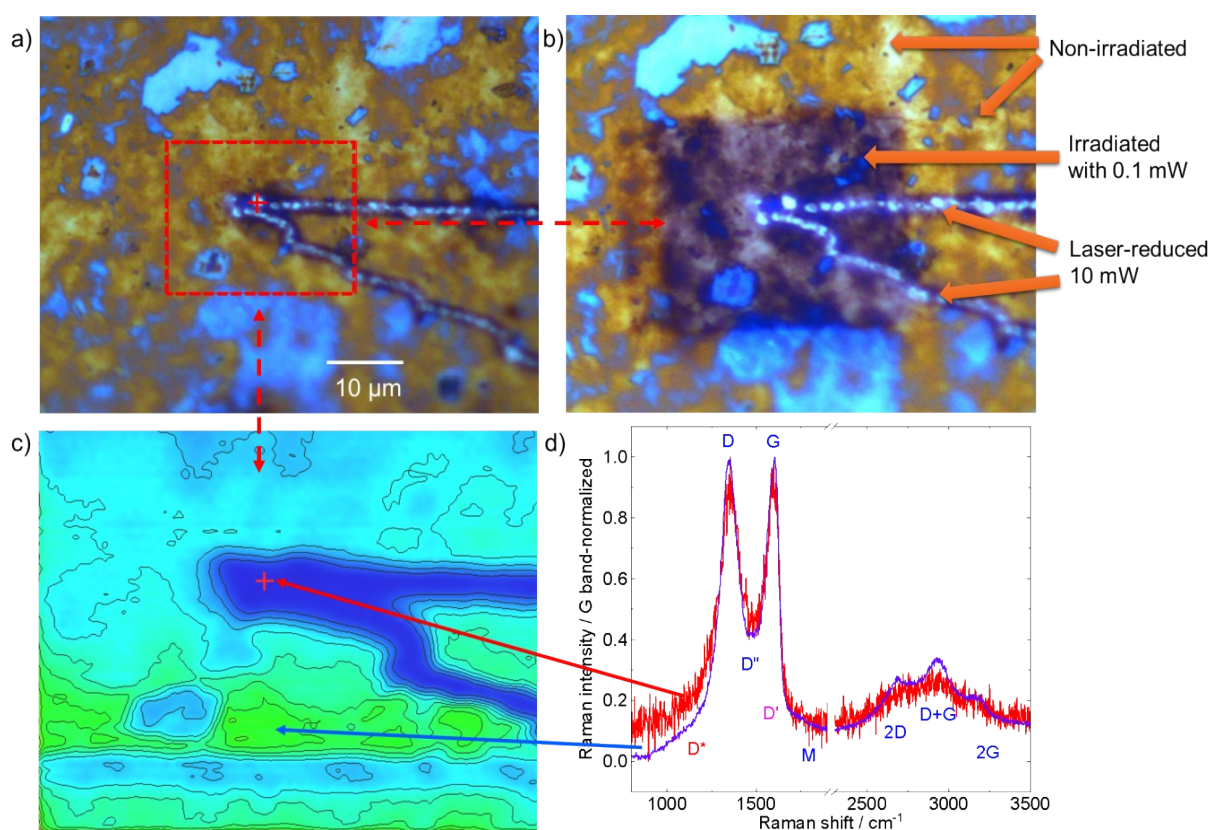 a)
b)
Non-irradiated
Irradiated
with 0.1 mW
Laser-reduced
10 mW
10 μm
c)
d)
D
G
1.0
0.8
0.6
0.4
0.2
0.0
Raman intensity / G band-normalized
D"
D'
D*
M
2D
D+G
2G
1000
1500
2500
3000
3500
Raman shift / cm⁻¹